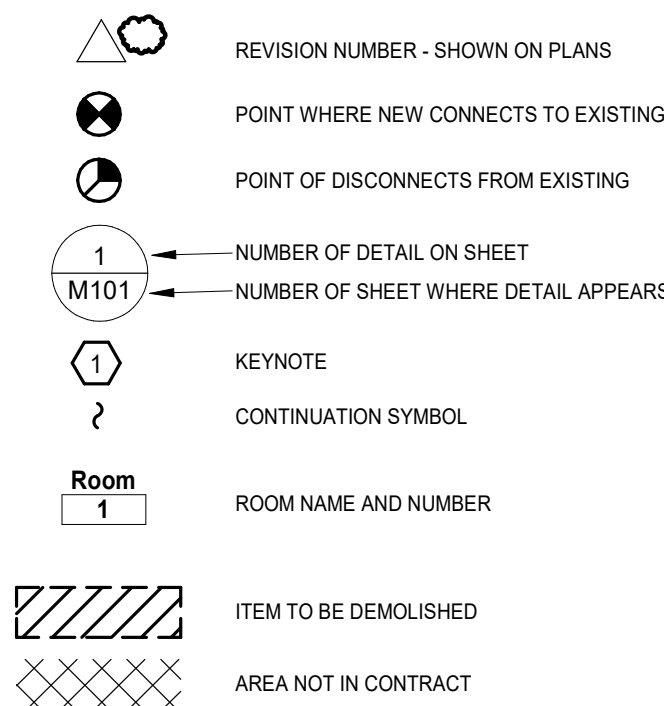 REVISION NUMBER - SHOWN ON PLANS
POINT WHERE NEW CONNECTS TO EXISTING
POINT OF DISCONNECTS FROM EXISTING
1
NUMBER OF DETAIL ON SHEET
M101
NUMBER OF SHEET WHERE DETAIL APPEARS
1
KEYNOTE
CONTINUATION SYMBOL
Room
1
ROOM NAME AND NUMBER
ITEM TO BE DEMOLISHED
AREA NOT IN CONTRACT